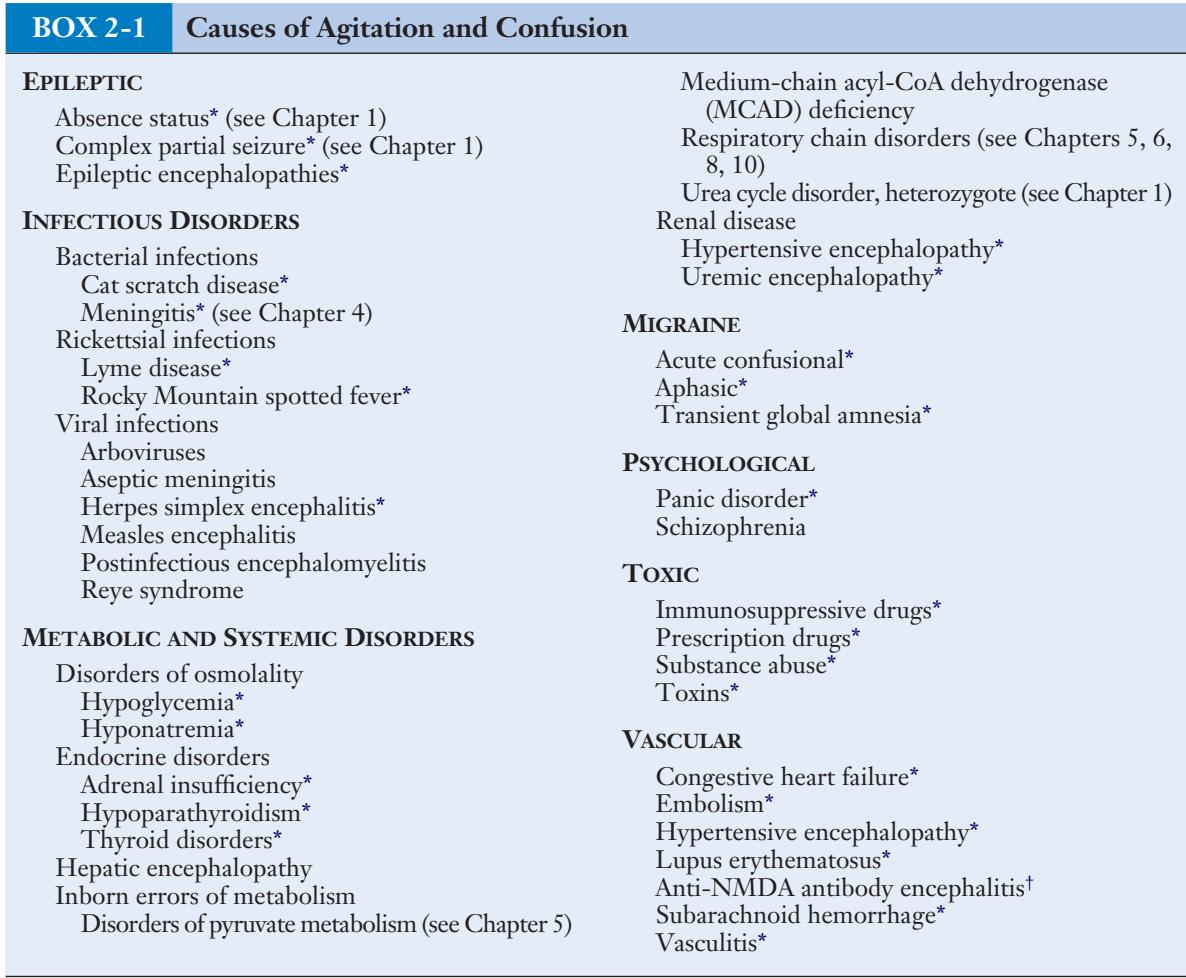 BOX 2-1 Causes of Agitation and Confusion
EPILEPTIC
Absence status* (see Chapter 1)
Complex partial seizure* (see Chapter 1)
Epileptic encephalopathies*
INFECTIOUS DISORDERS
Bacterial infections
Cat scratch disease*
Meningitis* (see Chapter 4)
Rickettsial infections
Lyme disease*
Rocky Mountain spotted fever*
Viral infections
Arboviruses
Aseptic meningitis
Herpes simplex encephalitis*
Measles encephalitis
Postinfectious encephalomyelitis
Reye syndrome
METABOLIC AND SYSTEMIC DISORDERS
Disorders of osmolality
Hypoglycemia*
Hyponatremia*
Endocrine disorders
Adrenal insufficiency*
Hypoparathyroidism*
Thyroid disorders*
Hepatic encephalopathy
Inborn errors of metabolism
Disorders of pyruvate metabolism (see Chapter 5)
Medium-chain acyl-CoA dehydrogenase
(MCAD) deficiency
Respiratory chain disorders (see Chapters 5, 6,
8, 10)
Urea cycle disorder, heterozygote (see Chapter 1)
Renal disease
Hypertensive encephalopathy*
Uremic encephalopathy*
MIGRAINE
Acute confusional*
Aphasic*
Transient global amnesia*
PSYCHOLOGICAL
Panic disorder*
Schizophrenia
TOXIC
Immunosuppressive drugs*
Prescription drugs*
Substance abuse*
Toxins*
VASCULAR
Congestive heart failure*
Embolism*
Hypertensive encephalopathy*
Lupus erythematosus*
Anti-NMDA antibody encephalitis†
Subarachnoid hemorrhage*
Vasculitis*